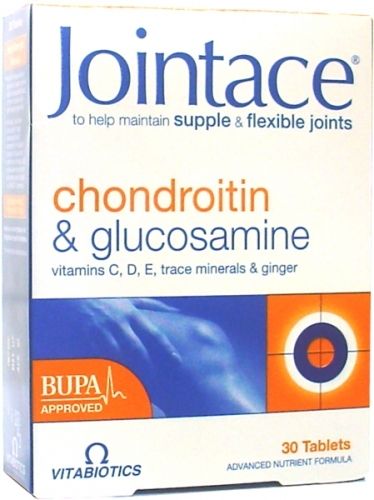 Jointace®
to help maintain supple & flexible joints
chondroitin
& glucosamine
vitamins C, D, E, trace minerals & ginger
BUPA
APPROVED
30 Tablets
VITABIOTICS
ADVANCED NUTRIENT FORMULA